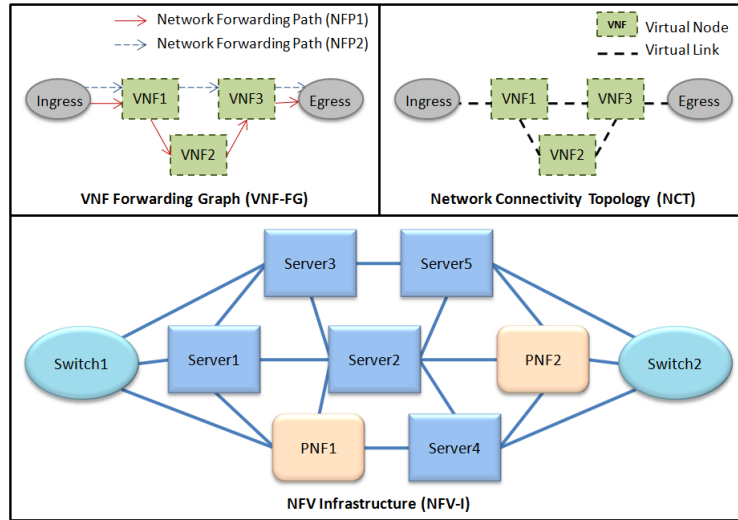 Network Forwarding Path (NFP1)
Network Forwarding Path (NFP2)
Ingress
VNF1
VNF3
Egress
VNF2
VNF Forwarding Graph (VNF-FG)
VNF
Virtual Node
Virtual Link
Ingress
VNF1
VNF3
Egress
VNF2
Network Connectivity Topology (NCT)
Server3
Server5
Switch1
Server1
Server2
PNF2
Switch2
PNF1
Server4
NFV Infrastructure (NFV-I)